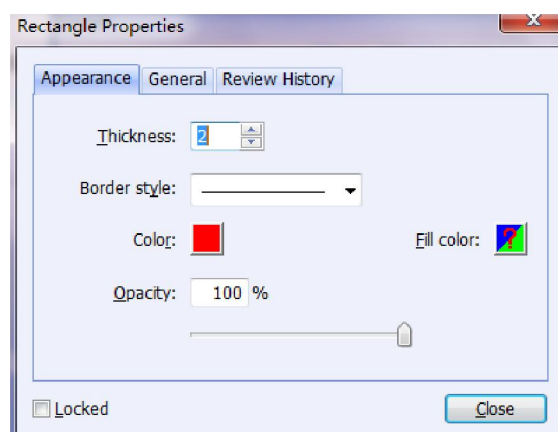 Rectangle Properties
Appearance General Review History
Thickness: 2
Border style:
Color: Fill color: ?
Opacity: 100 %
Locked Close